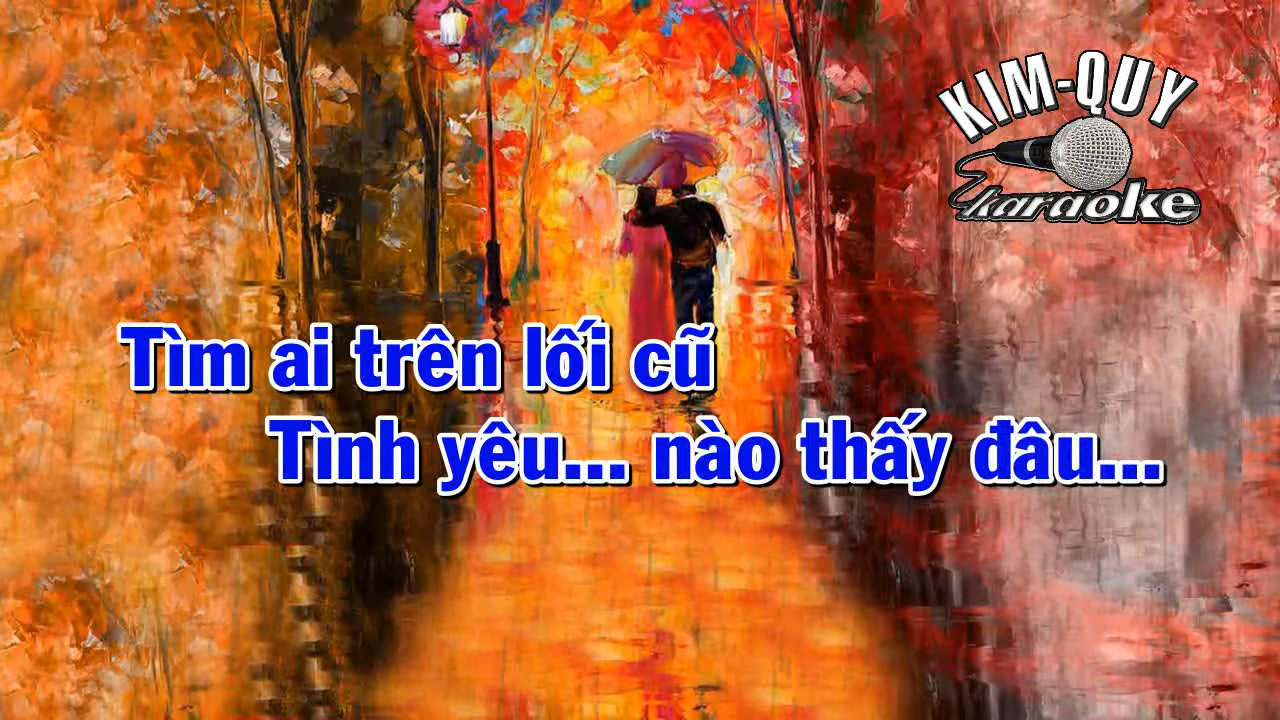 KIM-QUY
karaoke
Tìm ai trên lối cũ
Tình yêu... nào thấy đâu...